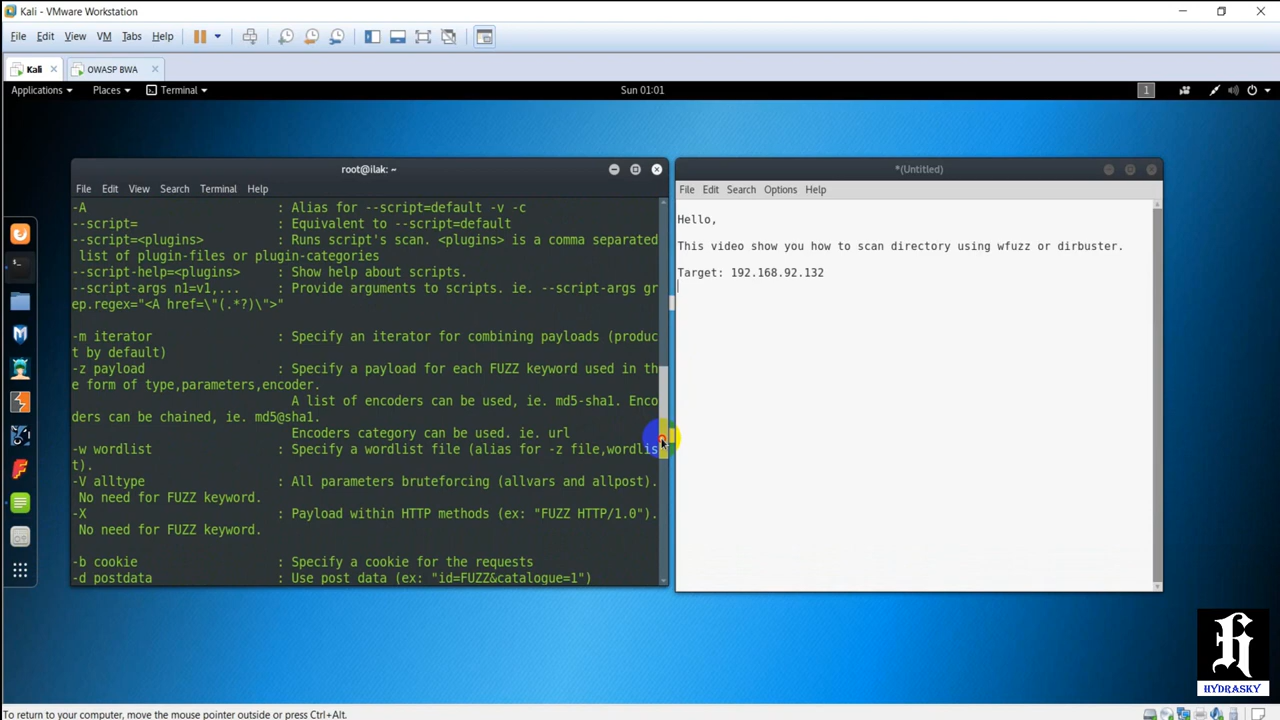 Kali - VMware Workstation
File Edit View VM Tabs Help
Kali OWASP BWA
Applications Places Terminal Sun 01:01 1
root@ilak: ~
File Edit View Search Terminal Help
-A : Alias for --script=default -v -c
--script= : Equivalent to --script=default
--script=<plugins> : Runs script's scan. <plugins> is a comma separated
list of plugin-files or plugin-categories
--script-help=<plugins> : Show help about scripts.
--script-args n1=v1,... : Provide arguments to scripts. ie. --script-args gr
ep.regex="<A href=\"(.*?)\">"
-m iterator : Specify an iterator for combining payloads (produc
t by default)
-z payload : Specify a payload for each FUZZ keyword used in th
e form of type,parameters,encoder.
A list of encoders can be used, ie. md5-sha1. Enco
ders can be chained, ie. md5@sha1.
Encoders category can be used. ie. url
-w wordlist : Specify a wordlist file (alias for -z file,wordlis
t).
-V alltype : All parameters bruteforcing (allvars and allpost).
No need for FUZZ keyword.
-X : Payload within HTTP methods (ex: "FUZZ HTTP/1.0").
No need for FUZZ keyword.
-b cookie : Specify a cookie for the requests
-d postdata : Use post data (ex: "id=FUZZ&catalogue=1")
*(Untitled)
File Edit Search Options Help
Hello,
This video show you how to scan directory using wfuzz or dirbuster.
Target: 192.168.92.132
HYDRASKY
To return to your computer, move the mouse pointer outside or press Ctrl+Alt.